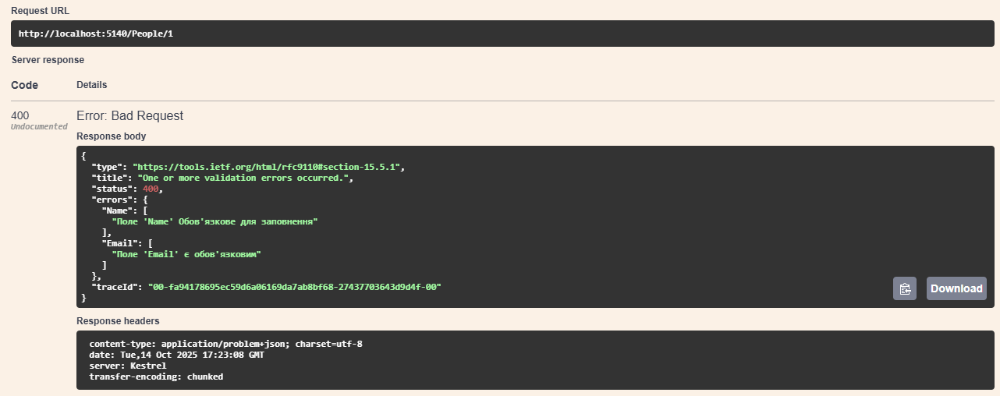 Request URL
http://localhost:5140/People/1
Server response
Code Details
400 Error: Bad Request
Undocumented
Response body
{
  "type": "https://tools.ietf.org/html/rfc9110#section-15.5.1",
  "title": "One or more validation errors occurred.",
  "status": 400,
  "errors": {
    "Name": [
      "Поле 'Name' Обов'язкове для заповнення"
    ],
    "Email": [
      "Поле 'Email' є обов'язковим"
    ]
  },
  "traceId": "00-fa94178695ec59d6a06169da7ab8bf68-27437703643d9d4f-00"
}
Download
Response headers
content-type: application/problem+json; charset=utf-8
date: Tue,14 Oct 2025 17:23:08 GMT
server: Kestrel
transfer-encoding: chunked